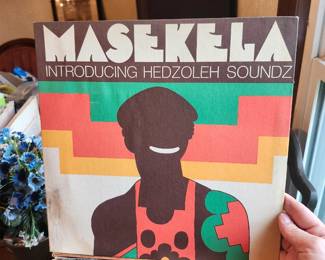 MASEKELA
INTRODUCING HEDZOLEH SOUNDZ